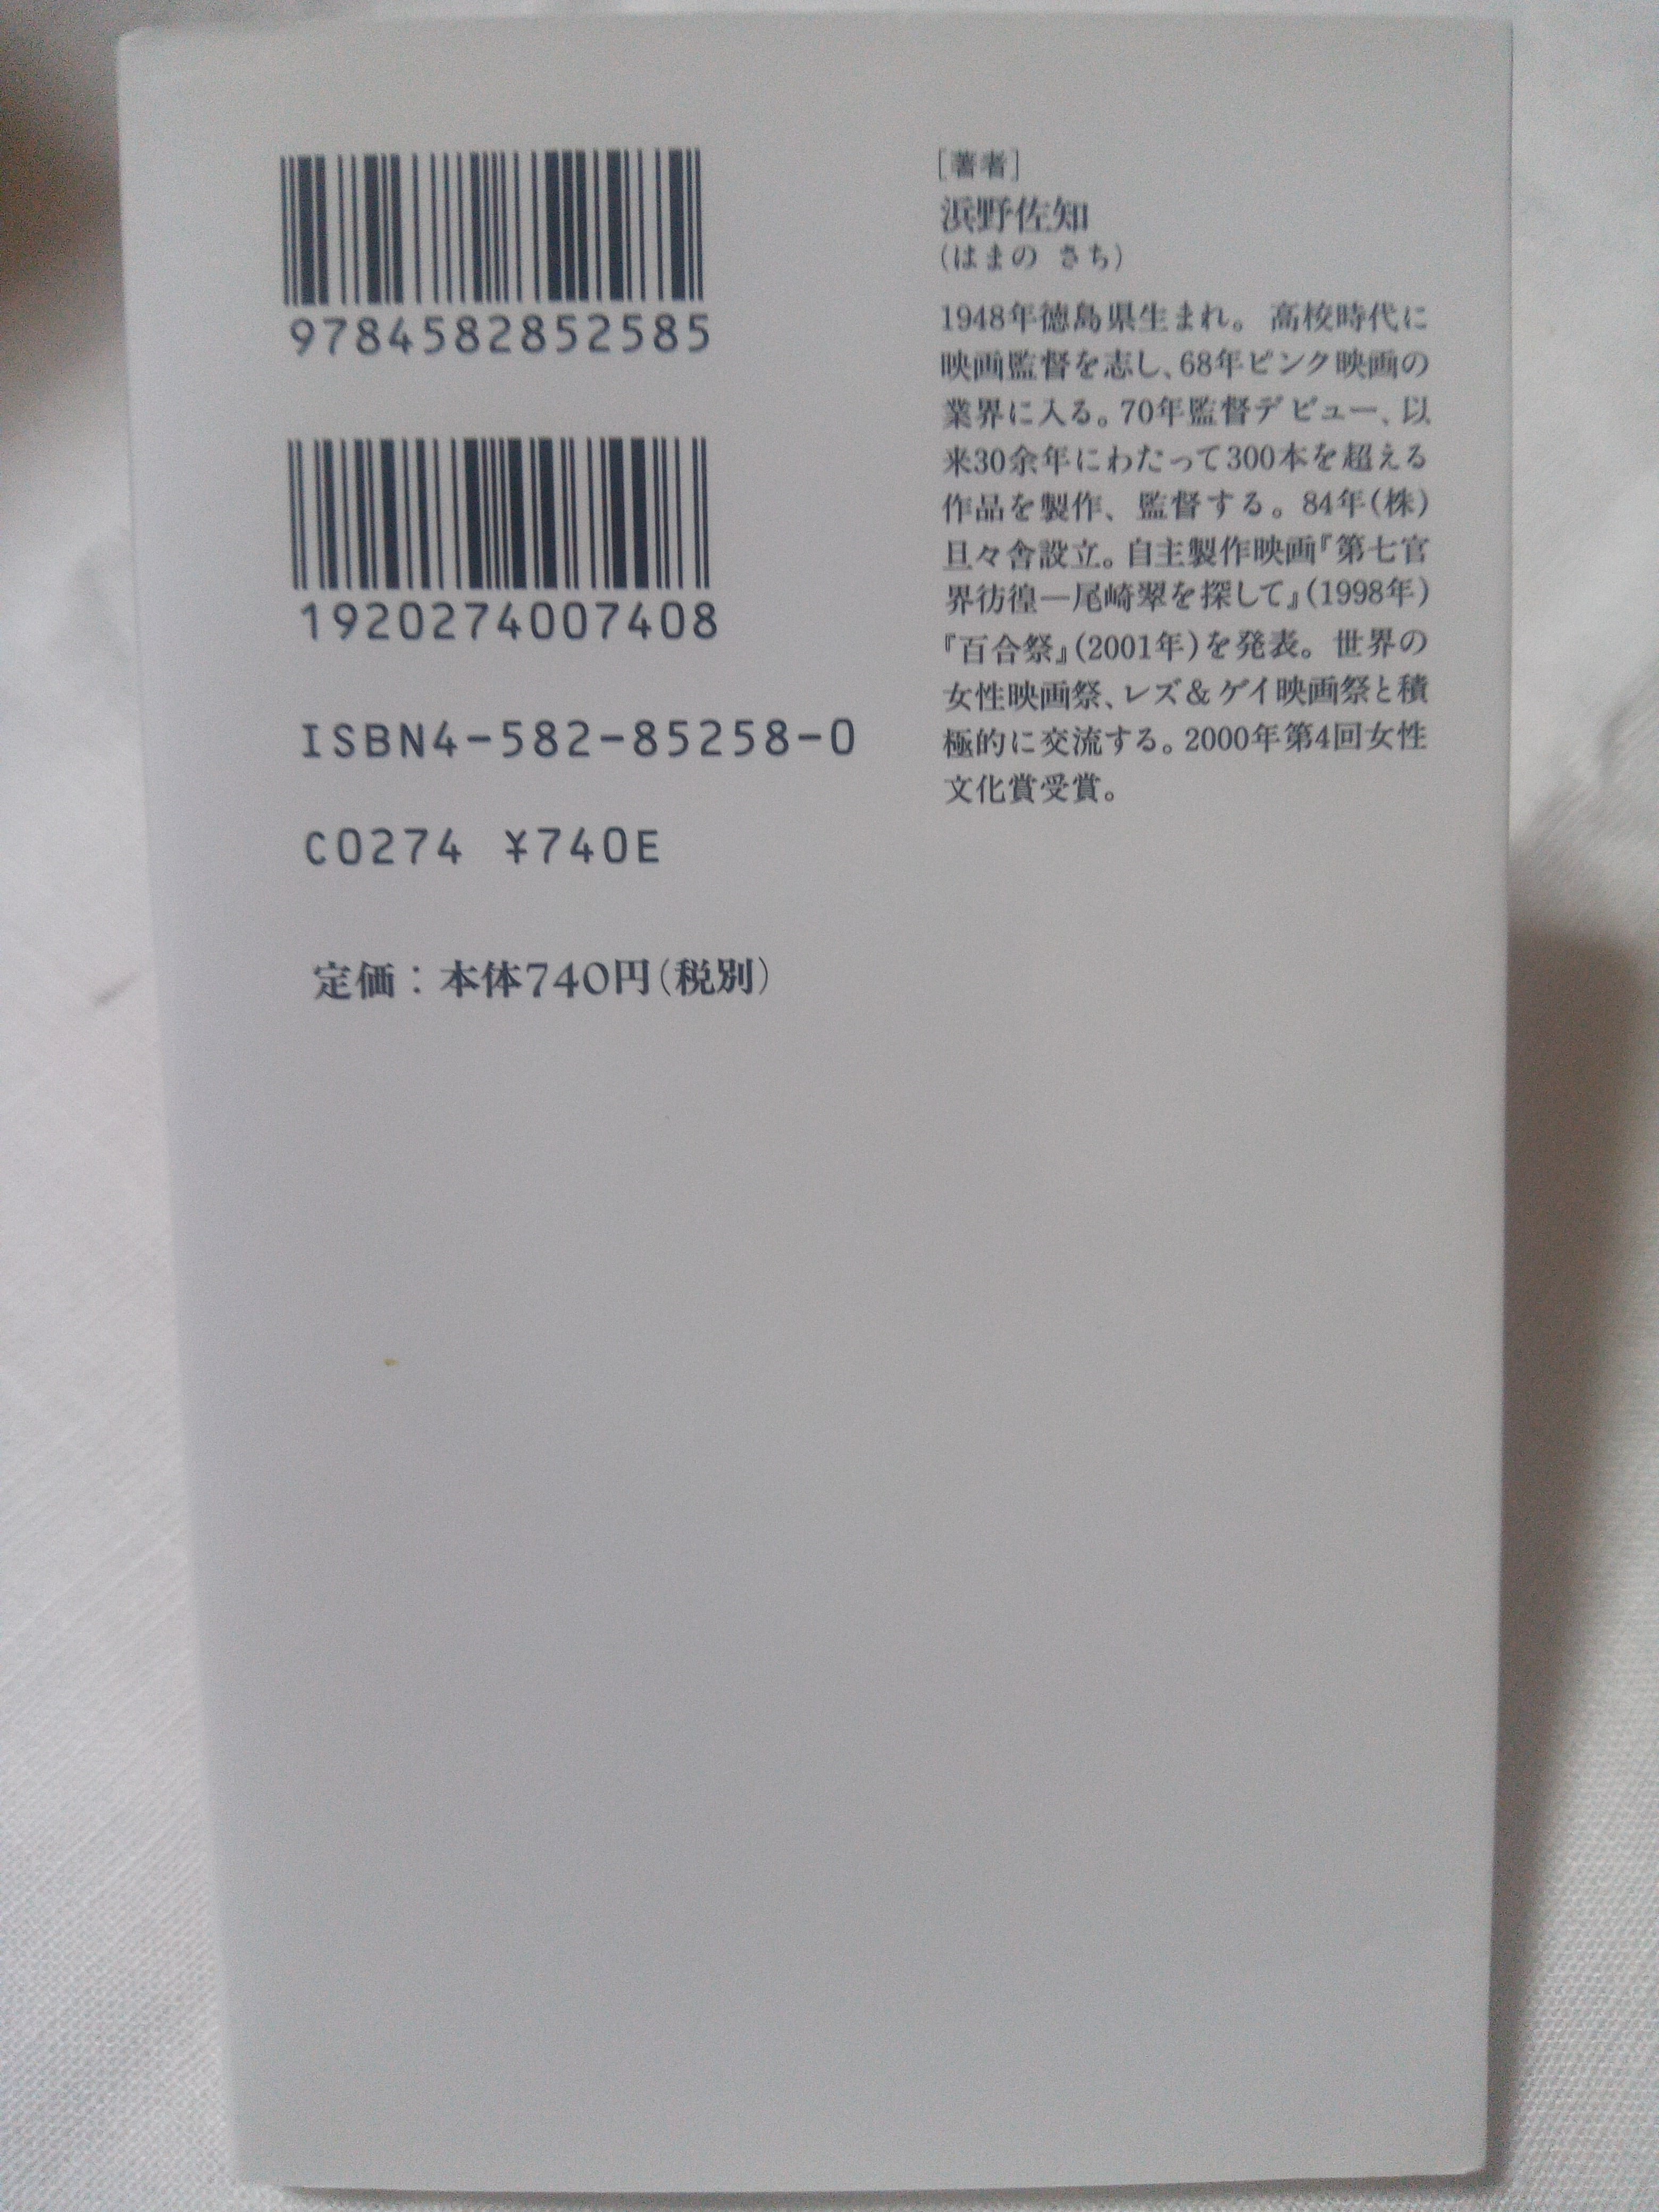 9784582852585
1920274007408
ISBN4-582-85258-0
C0274 ¥740E
定価：本体740円(税別)
[著者]
浜野佐知
(はまの さち)
1948年徳島県生まれ。高校時代に
映画監督を志し、68年ピンク映画の
業界に入る。70年監督デビュー、以
来30余年にわたって300本を超える
作品を製作、監督する。84年(株)
旦々舎設立。自主製作映画『第七官
界彷徨―尾崎翠を探して』(1998年)
『百合祭』(2001年)を発表。世界の
女性映画祭、レズ&ゲイ映画祭と積
極的に交流する。2000年第4回女性
文化賞受賞。